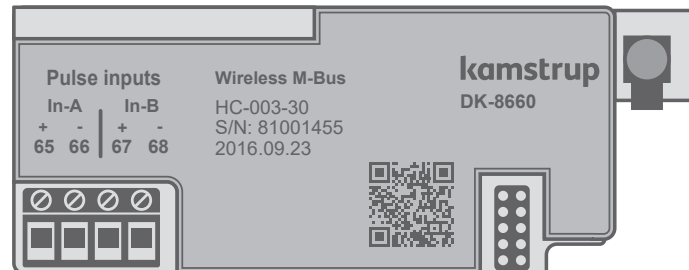 Pulse inputs
In-A In-B
+ - + -
65 66 67 68
Wireless M-Bus
HC-003-30
S/N: 81001455
2016.09.23
kamstrup
DK-8660